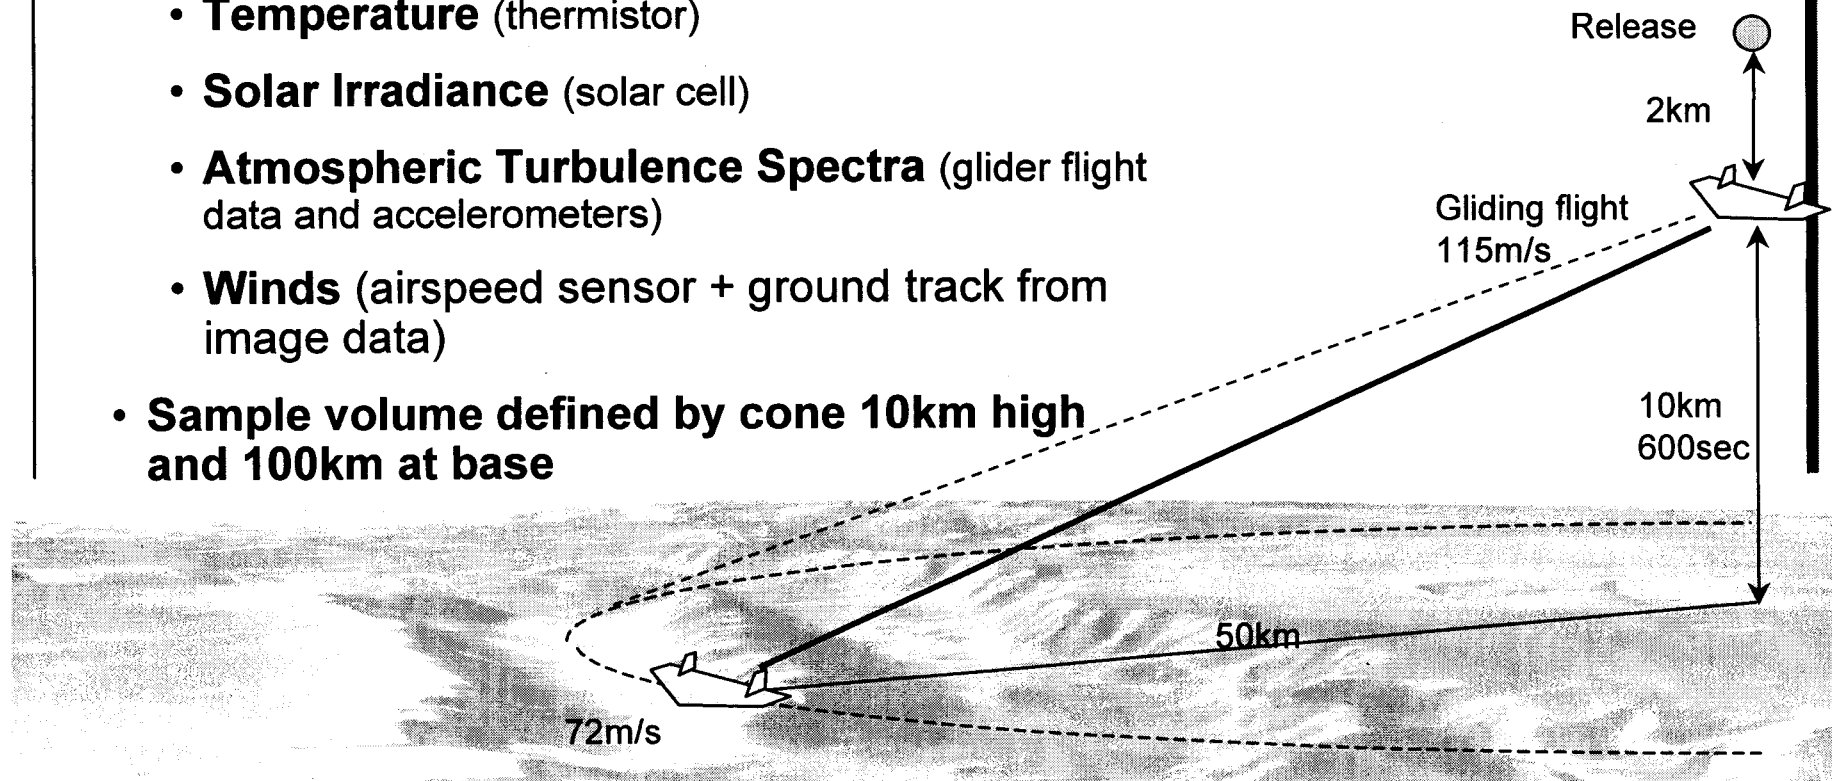 • Temperature (thermistor)
• Solar Irradiance (solar cell)
• Atmospheric Turbulence Spectra (glider flight
data and accelerometers)
• Winds (airspeed sensor + ground track from
image data)
• Sample volume defined by cone 10km high
and 100km at base
Release
2km
Gliding flight
115m/s
10km
600sec
50km
72m/s